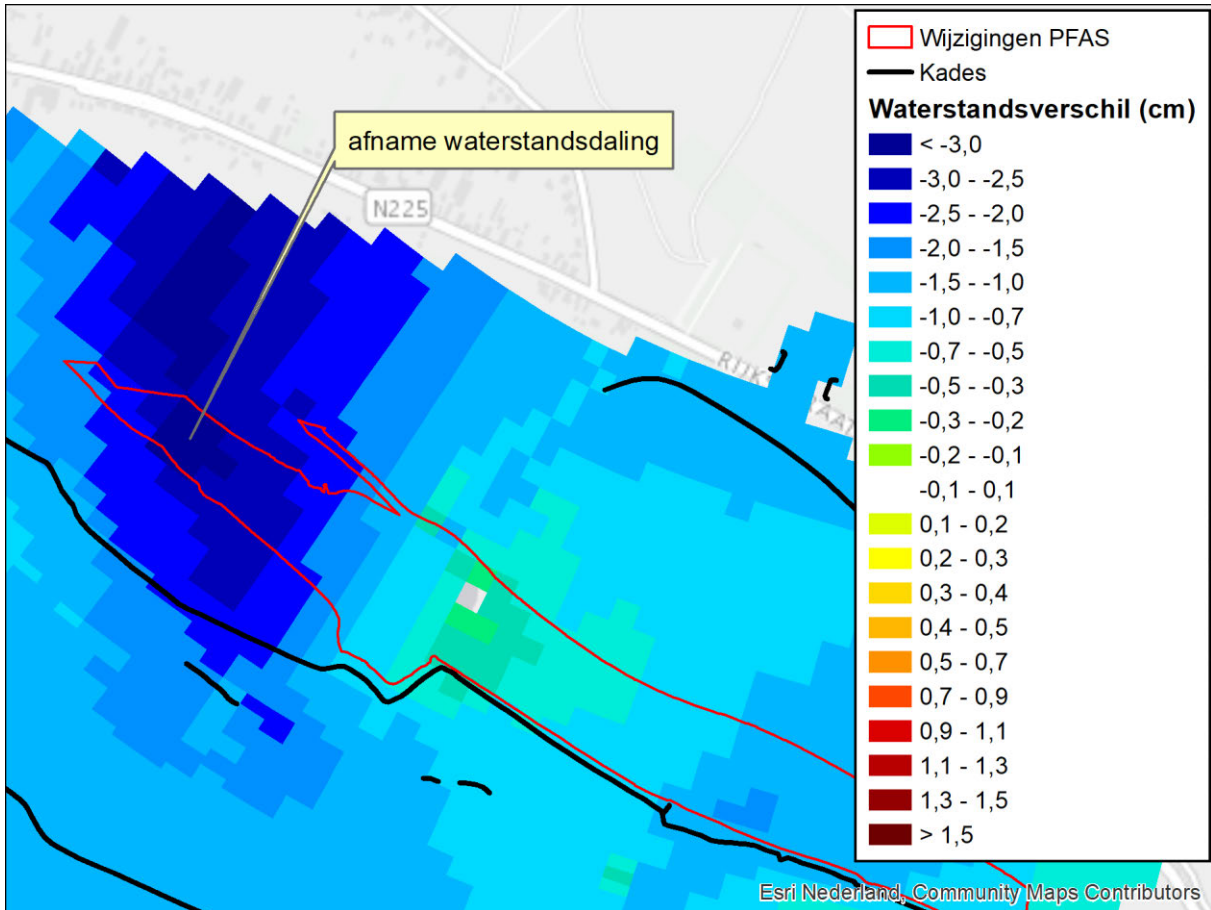 afname waterstandsdaling
N225
RIJKS
AAT
Wijzigingen PFAS
Kades
Waterstandsverschil (cm)
< -3,0
-3,0 - -2,5
-2,5 - -2,0
-2,0 - -1,5
-1,5 - -1,0
-1,0 - -0,7
-0,7 - -0,5
-0,5 - -0,3
-0,3 - -0,2
-0,2 - -0,1
-0,1 - 0,1
0,1 - 0,2
0,2 - 0,3
0,3 - 0,4
0,4 - 0,5
0,5 - 0,7
0,7 - 0,9
0,9 - 1,1
1,1 - 1,3
1,3 - 1,5
> 1,5
Esri Nederland, Community Maps Contributors